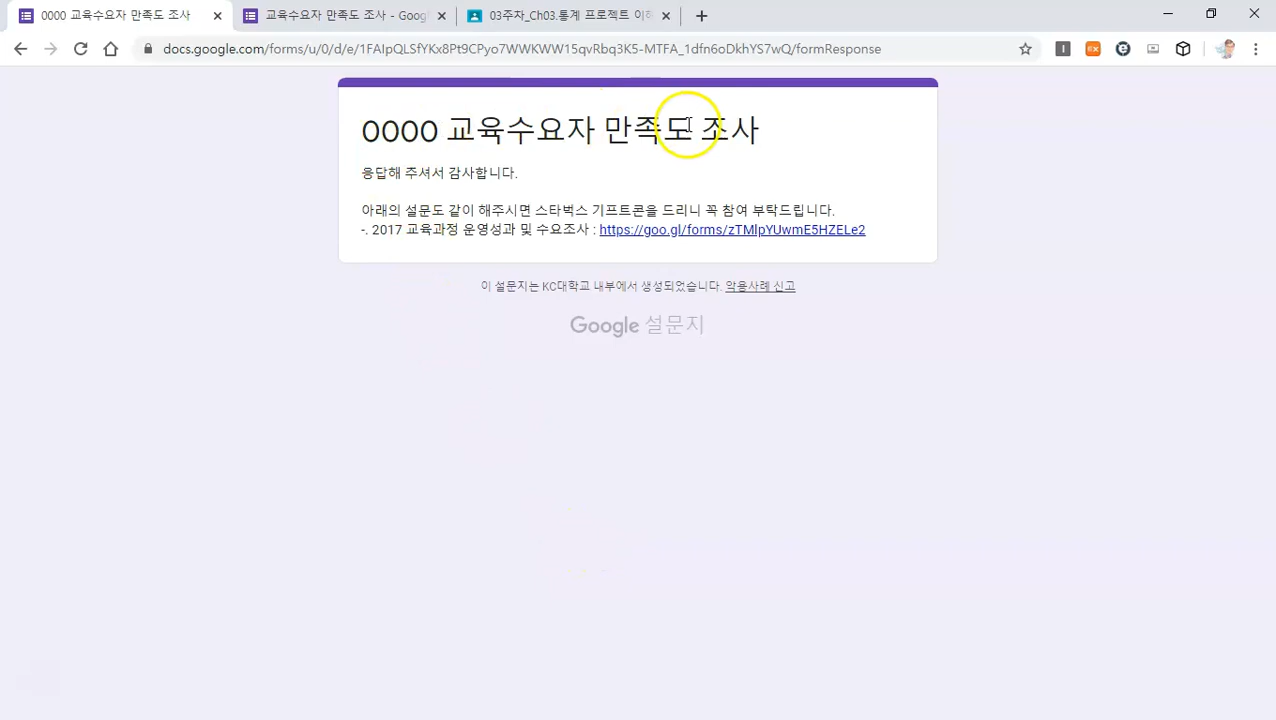 0000 교육수요자 만족도 조사
교육수요자 만족도 조사 - Goog
03주자_Ch03.통계 프로젝트 이하
docs.google.com/forms/u/0/d/e/1FAIpQLSfYKx8Pt9CPyo7WWKWW15qvRbq3K5-MTFA_1dfn6oDkhYS7wQ/formResponse
0000 교육수요자 만족도 조사
응답해 주셔서 감사합니다.
아래의 설문도 같이 해주시면 스타벅스 기프트콘을 드리니 꼭 참여 부탁드립니다.
-. 2017 교육과정 운영성과 및 수요조사 : https://goo.gl/forms/zTMlpYUwmE5HZELe2
이 설문지는 KC대학교 내부에서 생성되었습니다. 악용사례 신고
Google 설문지